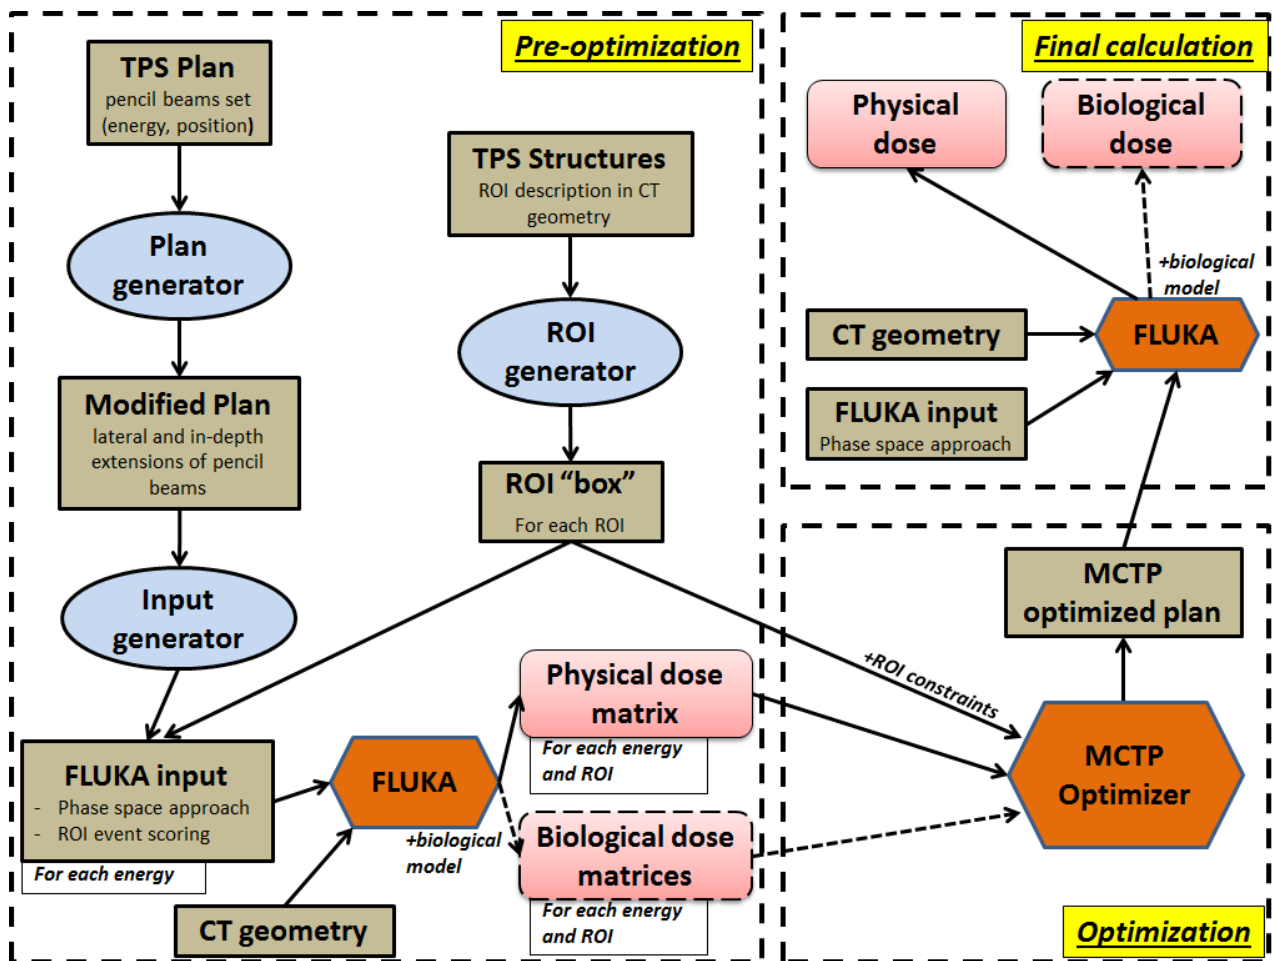 Pre-optimization
TPS Plan
pencil beams set
(energy, position)
Plan
generator
Modified Plan
lateral and in-depth
extensions of pencil
beams
Input
generator
TPS Structures
ROI description in CT
geometry
ROI
generator
ROI “box”
For each ROI
FLUKA input
- Phase space approach
- ROI event scoring
For each energy
CT geometry
FLUKA
+biological
model
Physical dose
matrix
For each energy
and ROI
Biological dose
matrices
For each energy
and ROI
Final calculation
Physical
dose
Biological
dose
+biological
model
CT geometry
FLUKA
FLUKA input
Phase space approach
MCTP
optimized plan
+ROI constraints
MCTP
Optimizer
Optimization